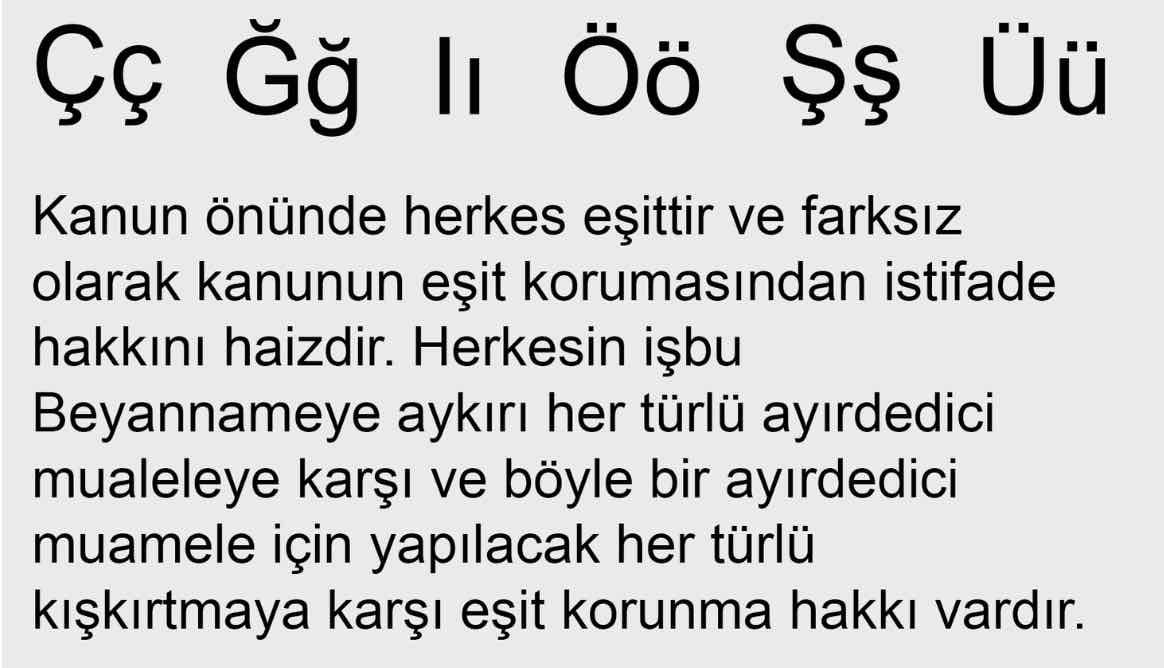 Çç Ğğ Iı Öö Şş Üü
Kanun önünde herkes eşittir ve farksız
olarak kanunun eşit korumasından istifade
hakkını haizdir. Herkesin işbu
Beyannameye aykırı her türlü ayırdedici
mualeleye karşı ve böyle bir ayırdedici
muamele için yapılacak her türlü
kışkırtmaya karşı eşit korunma hakkı vardır.